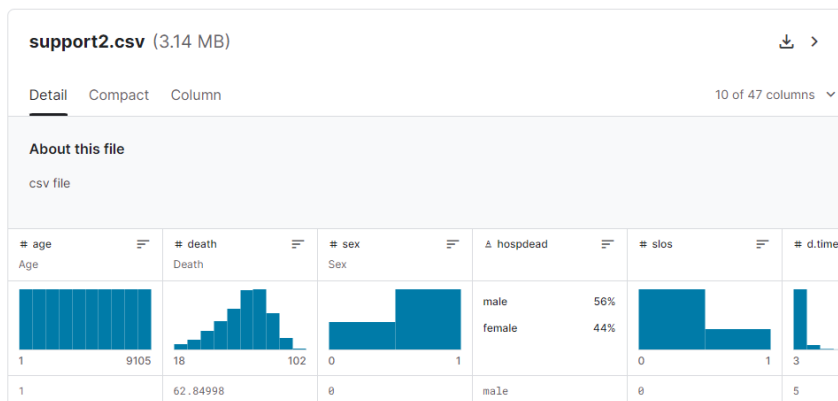 support2.csv (3.14 MB)
Detail Compact Column 10 of 47 columns
About this file
csv file
# age # death # sex hospdead # slos # d.time
Age Death Sex
male 56%
female 44%
1 9105 18 102 0 1 0 1 3
1 62.84998 0 male 0 5